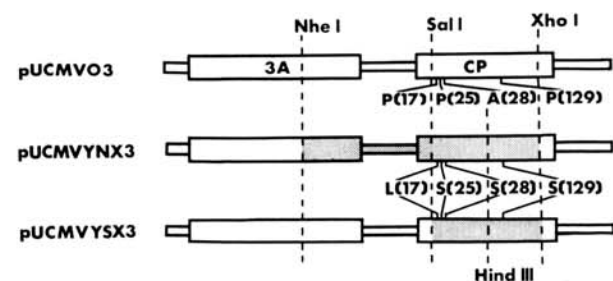 Nhe I Sal I Xho I
pUCMVO3 3A CP
P(17) P(25) A(28) P(129)
pUCMVYNX3
L(17) S(25) S(28) S(129)
pUCMVYSX3
Hind III